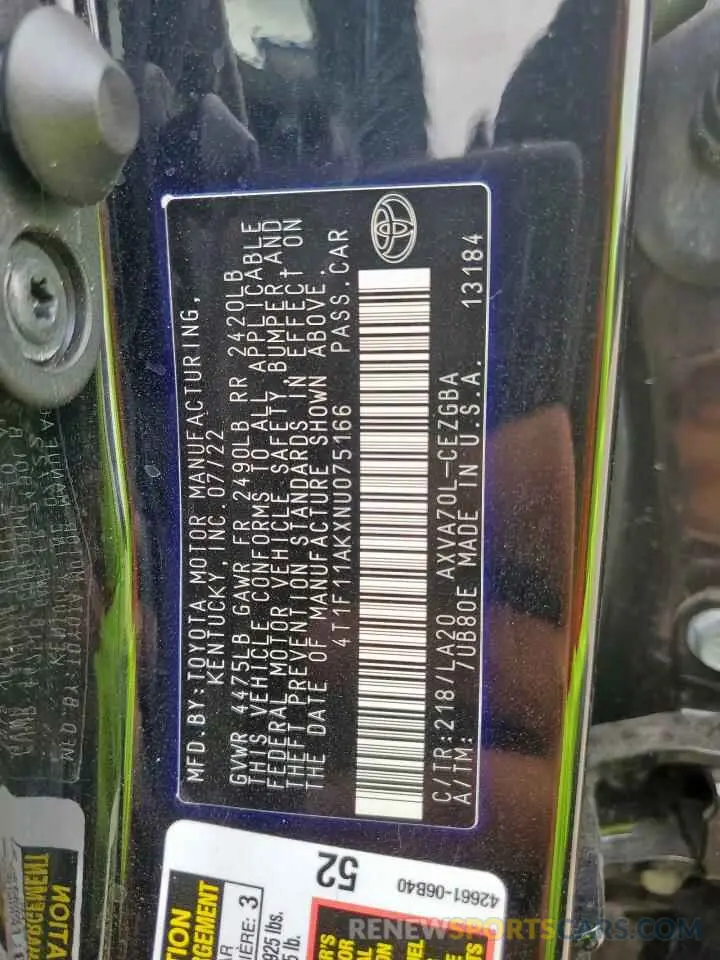 MFD.BY:TOYOTA MOTOR MANUFACTURING,
KENTUCKY, INC. 07/22
GVWR 4475LB GAWR FR 2490LB RR 2420LB
THIS VEHICLE CONFORMS TO ALL APPLICABLE
FEDERAL MOTOR VEHICLE SAFETY, BUMPER, AND
THEFT PREVENTION STANDARDS IN EFFECT ON
THE DATE OF MANUFACTURE SHOWN ABOVE.
4T1F11AKXNU075166 PASS.CAR
C/TR:218/LA20 AXVA70L-CEZGBA
A/TM: 7UB80E MADE IN U.S.A. 13184
52
42661-06B40
3
925 lbs.
RENEWSPORTSCARS.COM